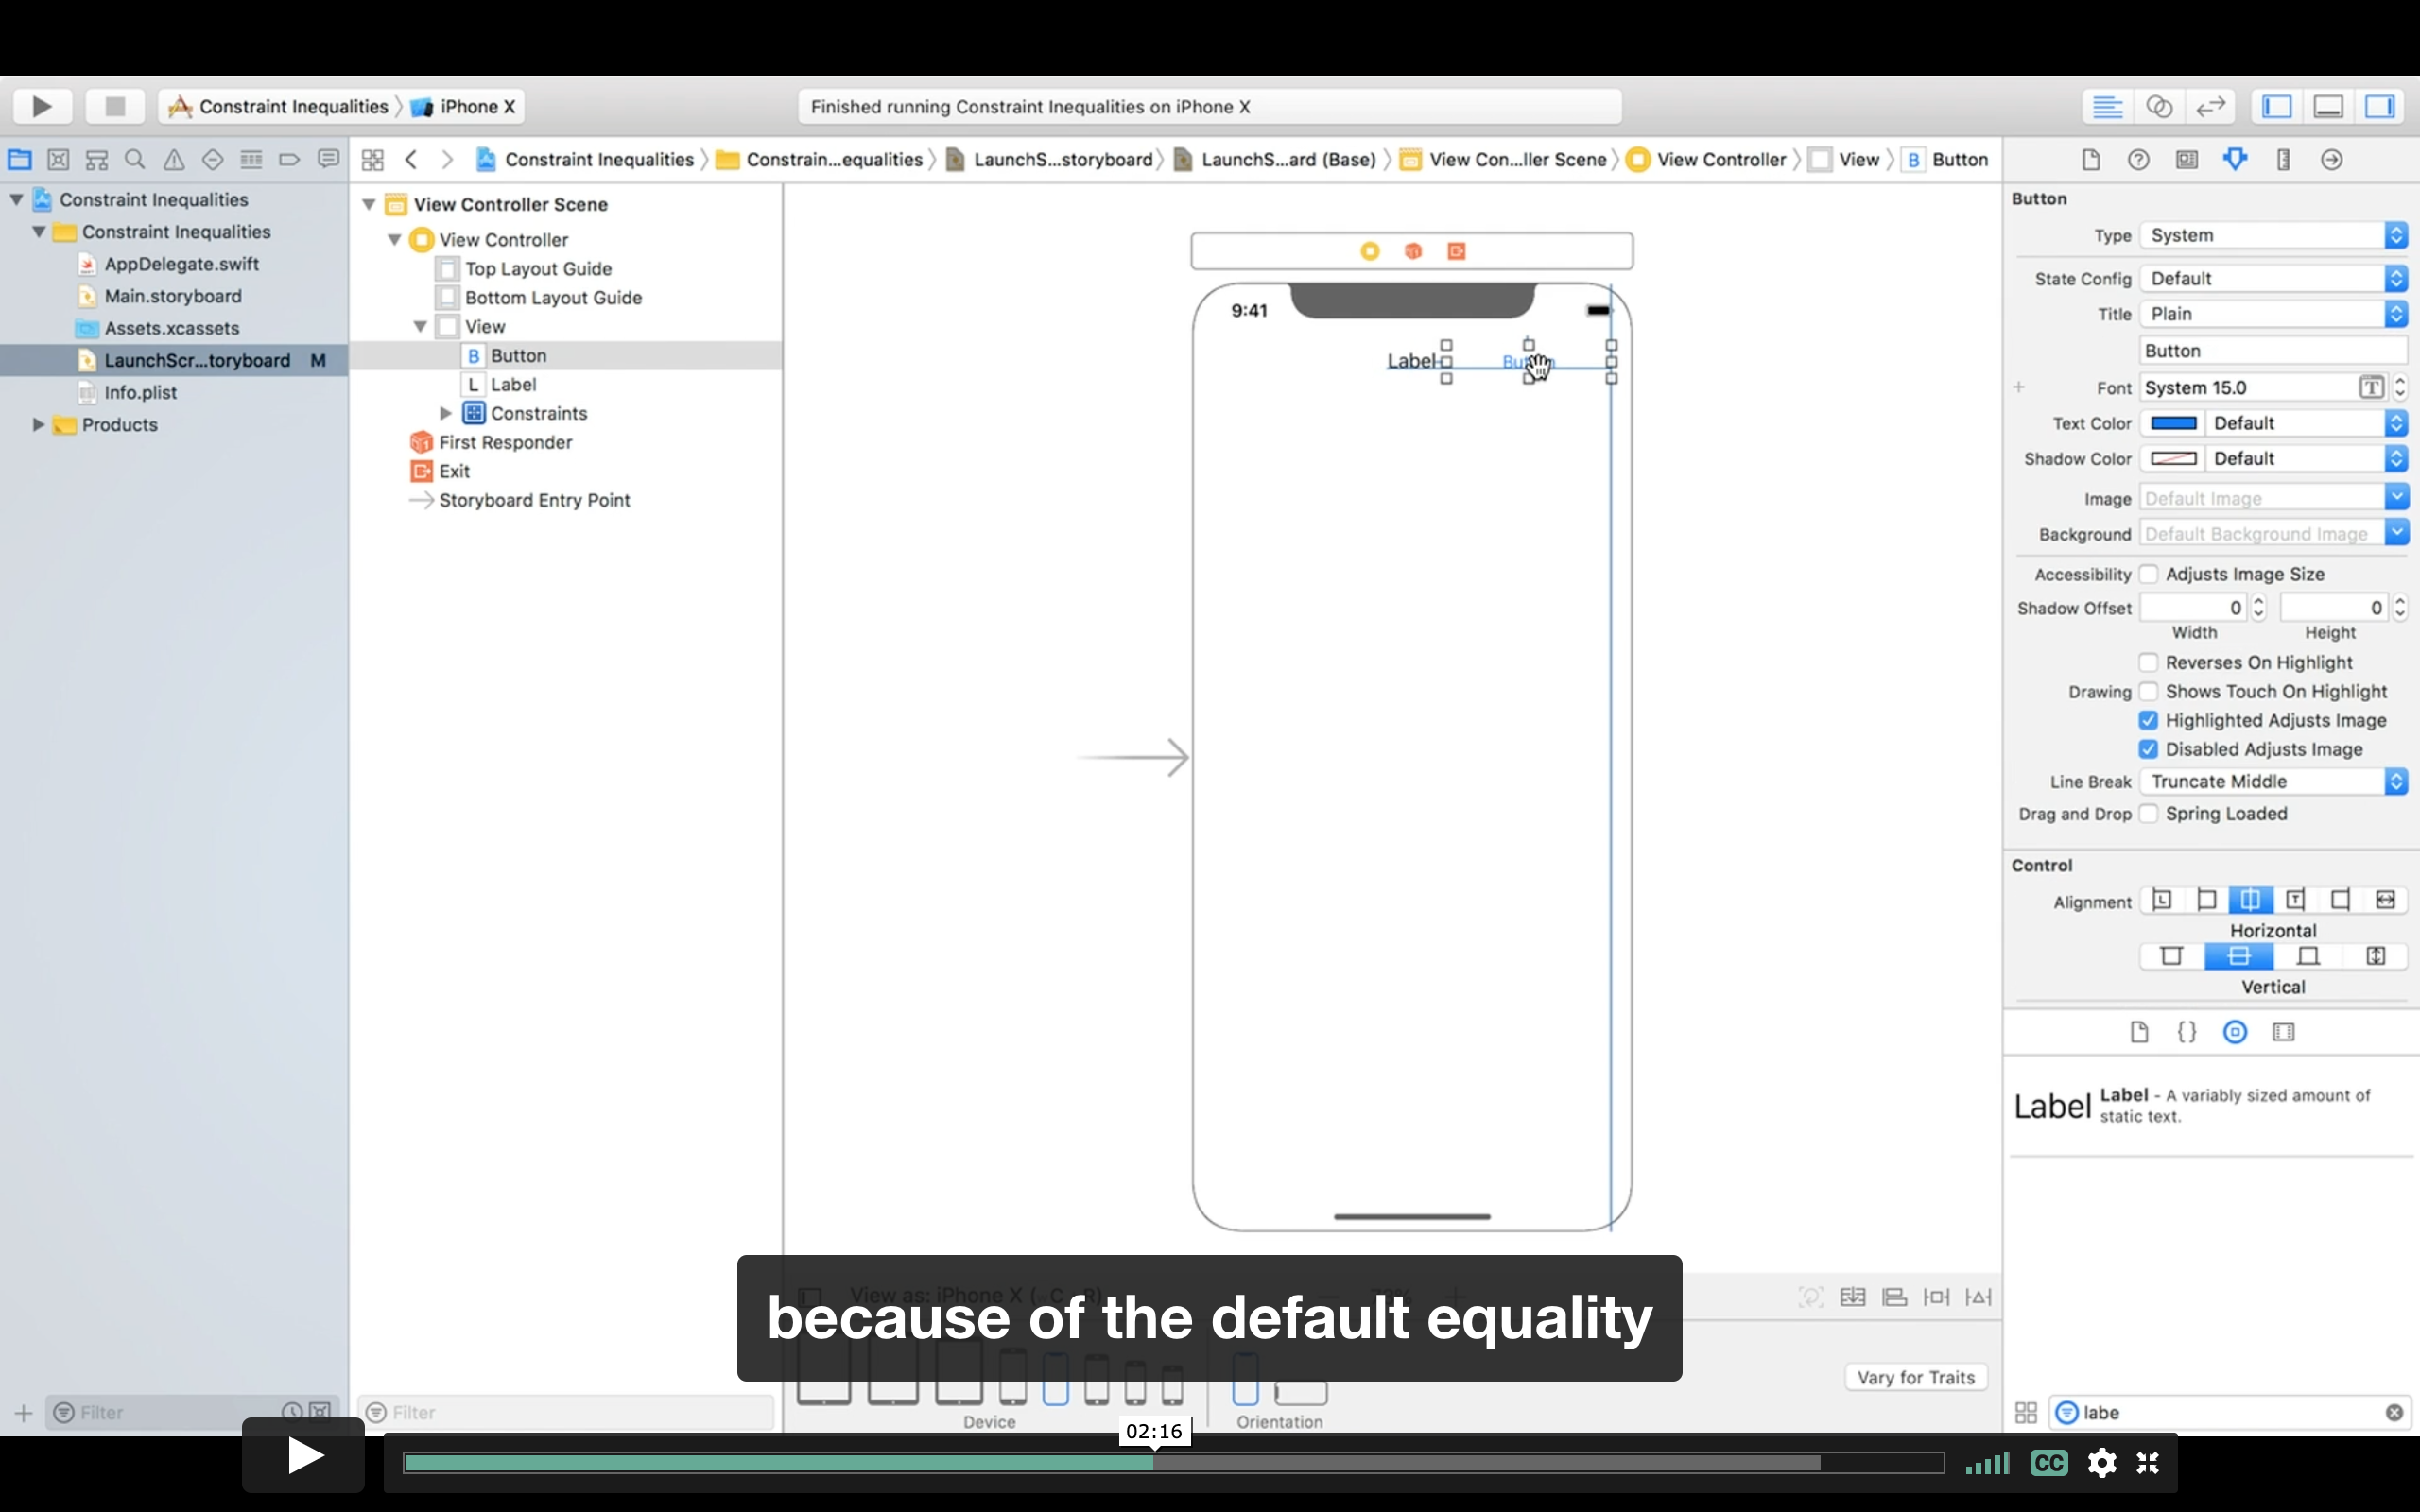 Constraint Inequalities
iPhone X
Finished running Constraint Inequalities on iPhone X
Constraint Inequalities
Constrain...equalities
LaunchS...storyboard
LaunchS...ard (Base)
View Con...ller Scene
View Controller
View
B Button
Constraint Inequalities
Constraint Inequalities
AppDelegate.swift
Main.storyboard
Assets.xcassets
LaunchScr...toryboard M
Info.plist
Products
View Controller Scene
View Controller
Top Layout Guide
Bottom Layout Guide
View
B Button
L Label
Constraints
First Responder
Exit
Storyboard Entry Point
9:41
Label
Button
Type System
State Config Default
Title Plain
Button
Font System 15.0
Text Color Default
Shadow Color Default
Image Default Image
Background Default Background Image
Accessibility Adjusts Image Size
Shadow Offset 0 0
Width Height
Reverses On Highlight
Drawing Shows Touch On Highlight
Highlighted Adjusts Image
Disabled Adjusts Image
Line Break Truncate Middle
Drag and Drop Spring Loaded
Control
Alignment
Horizontal
Vertical
Label Label - A variably sized amount of
static text.
View as: iPhone X
because of the default equality
Vary for Traits
Device
Orientation
Filter
Filter
labe
02:16
CC